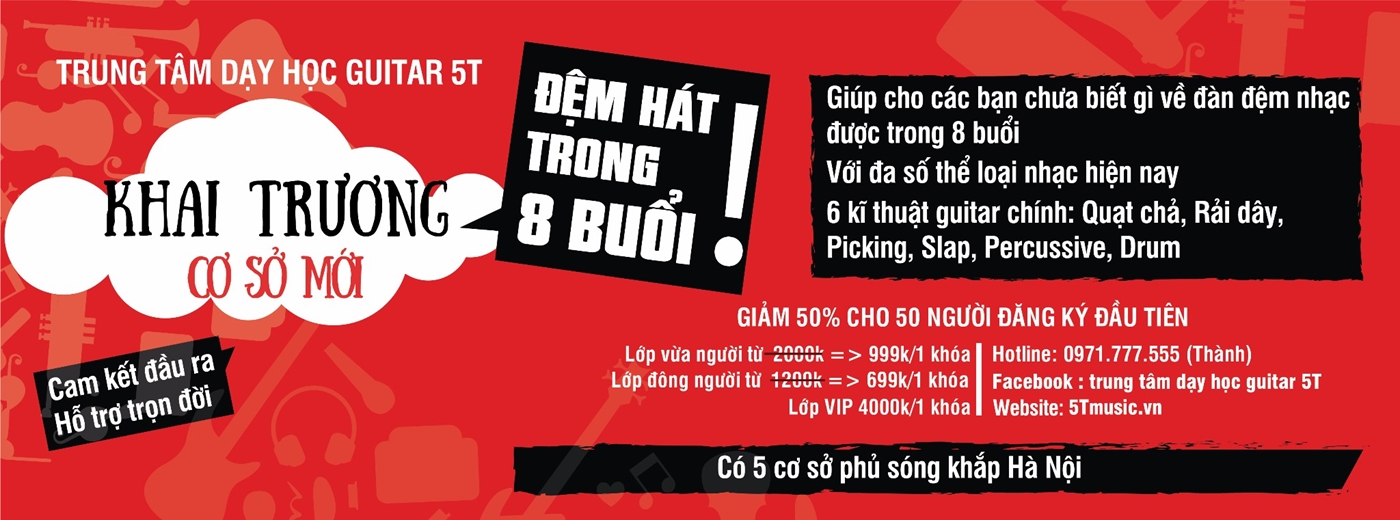 TRUNG TÂM DẠY HỌC GUITAR 5T
KHAI TRƯƠNG
CƠ SỞ MỚI
Cam kết đầu ra
Hỗ trợ trọn đời
ĐỆM HÁT
TRONG
8 BUỔI !
Giúp cho các bạn chưa biết gì về đàn đệm nhạc
được trong 8 buổi
Với đa số thể loại nhạc hiện nay
6 kĩ thuật guitar chính: Quạt chả, Rải dây,
Picking, Slap, Percussive, Drum
GIẢM 50% CHO 50 NGƯỜI ĐĂNG KÝ ĐẦU TIÊN
Lớp vừa người từ 2000k => 999k/1 khóa
Lớp đông người từ 1200k => 699k/1 khóa
Lớp VIP 4000k/1 khóa
Hotline: 0971.777.555 (Thành)
Facebook : trung tâm dạy học guitar 5T
Website: 5Tmusic.vn
Có 5 cơ sở phủ sóng khắp Hà Nội